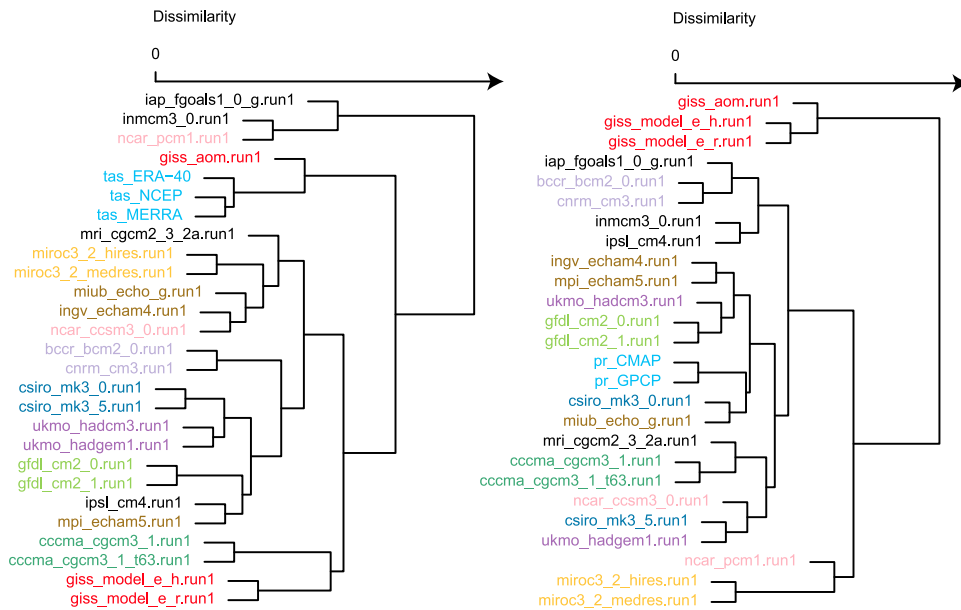 Dissimilarity
0
iap_fgoals1_0_g.run1
inmcm3_0.run1
ncar_pcm1.run1
giss_aom.run1
tas_ERA−40
tas_NCEP
tas_MERRA
mri_cgcm2_3_2a.run1
miroc3_2_hires.run1
miroc3_2_medres.run1
miub_echo_g.run1
ingv_echam4.run1
ncar_ccsm3_0.run1
bccr_bcm2_0.run1
cnrm_cm3.run1
csiro_mk3_0.run1
csiro_mk3_5.run1
ukmo_hadcm3.run1
ukmo_hadgem1.run1
gfdl_cm2_0.run1
gfdl_cm2_1.run1
ipsl_cm4.run1
mpi_echam5.run1
cccma_cgcm3_1.run1
cccma_cgcm3_1_t63.run1
giss_model_e_h.run1
giss_model_e_r.run1
Dissimilarity
0
giss_aom.run1
giss_model_e_h.run1
giss_model_e_r.run1
iap_fgoals1_0_g.run1
bccr_bcm2_0.run1
cnrm_cm3.run1
inmcm3_0.run1
ipsl_cm4.run1
ingv_echam4.run1
mpi_echam5.run1
ukmo_hadcm3.run1
gfdl_cm2_0.run1
gfdl_cm2_1.run1
pr_CMAP
pr_GPCP
csiro_mk3_0.run1
miub_echo_g.run1
mri_cgcm2_3_2a.run1
cccma_cgcm3_1.run1
cccma_cgcm3_1_t63.run1
ncar_ccsm3_0.run1
csiro_mk3_5.run1
ukmo_hadgem1.run1
ncar_pcm1.run1
miroc3_2_hires.run1
miroc3_2_medres.run1